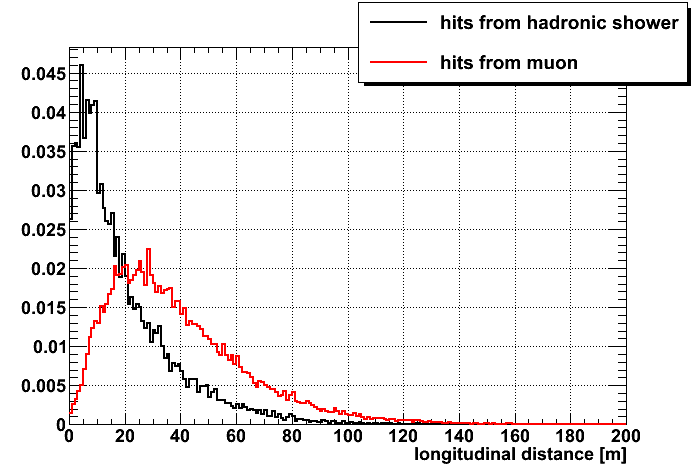 hits from hadronic shower
hits from muon
0.045
0.04
0.035
0.03
0.025
0.02
0.015
0.01
0.005
0
0 20 40 60 80 100 120 140 160 180 200
longitudinal distance [m]